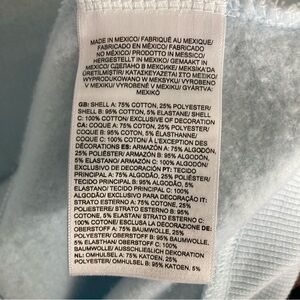 MADE IN MEXICO/ FABRIQUÉ AU MEXIQUE/
FABRICADO EN MÉXICO/ FABRICADO
NO MÉXICO/ PRODOTTO IN MESSICO/
HERGESTELLT IN MEXIKO/ GEMAAKT IN
MEXICO/ СДЕЛАНО В МЕКСИКЕ/ MEKSİKA'DA
ÜRETİLMİŞTİR/ ΚΑΤΑΣΚΕΥΑΖΕΤΑΙ ΣΤΟ ΜΕΞΙΚΟ/
WYPRODUKOWANO W MEKSYKU/ VYROBENO
V MEXIKU/ VYROBENÉ V MEXIKU/ GYÁRTVA:
MEXIKÓ
GB: SHELL A: 75% COTTON, 25% POLYESTER/
SHELL B: 95% COTTON, 5% ELASTANE/ SHELL
C: 100% COTTON/ EXCLUSIVE OF DECORATION
CA: COQUE A: 75% COTON, 25% POLYESTER/
COQUE B: 95% COTON, 5% ÉLASTHANNE/
COQUE C: 100% COTON/ À L'EXCEPTION DES
DÉCORATIONS ES: ARMAZÓN A: 75% ALGODÓN,
25% POLIÉSTER/ ARMAZÓN B: 95% ALGODÓN,
5% ELASTANO/ ARMAZÓN C: 100% ALGODÓN/
EXCLUSIVO DE DECORACIÓN PT: TECIDO
PRINCIPAL A: 75% ALGODÃO, 25% POLIÉSTER/
TECIDO PRINCIPAL B: 95% ALGODÃO, 5%
ELASTANO/ TECIDO PRINCIPAL C: 100%
ALGODÃO/ EXCLUSIVO PARA DECORAÇÃO IT:
STRATO ESTERNO A: 75% COTONE, 25%
POLIESTERE/ STRATO ESTERNO B: 95%
COTONE, 5% ELASTAN/ STRATO ESTERNO C:
100% COTONE/ ESCLUSA LA DECORAZIONE DE:
OBERSTOFF A: 75% BAUMWOLLE, 25%
POLYESTER/ OBERSTOFF B: 95% BAUMWOLLE,
5% ELASTHAN/ OBERSTOFF C: 100%
BAUMWOLLE/ AUSSCHLIEßLICH DEKORATION
NL: OMHULSEL A: 75% KATOEN, 25%
POLYESTER/ OMHULSEL B: 95% KATOEN, 5%